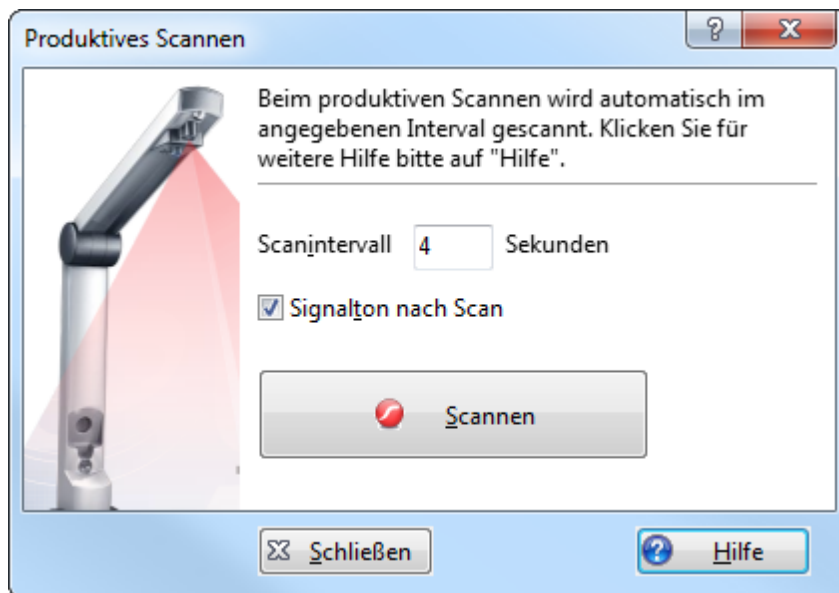 Produktives Scannen
Beim produktiven Scannen wird automatisch im
angegebenen Interval gescannt. Klicken Sie für
weitere Hilfe bitte auf "Hilfe".
Scanintervall 4 Sekunden
Signalton nach Scan
Scannen
Schließen Hilfe